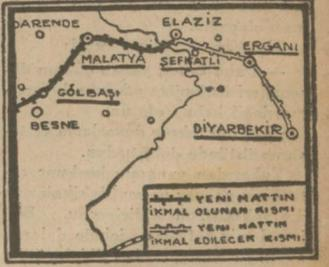 DARENDE
ELAZİZ
ERGANİ
MALATYA
ŞEFKATLİ
GÖLBAŞI
BESNE
DİYARBEKİR
YENİ HATTIN
İKMAL OLUNAN KISMI
YENİ HATTIN
İKMAL EDİLECEK KISMI.